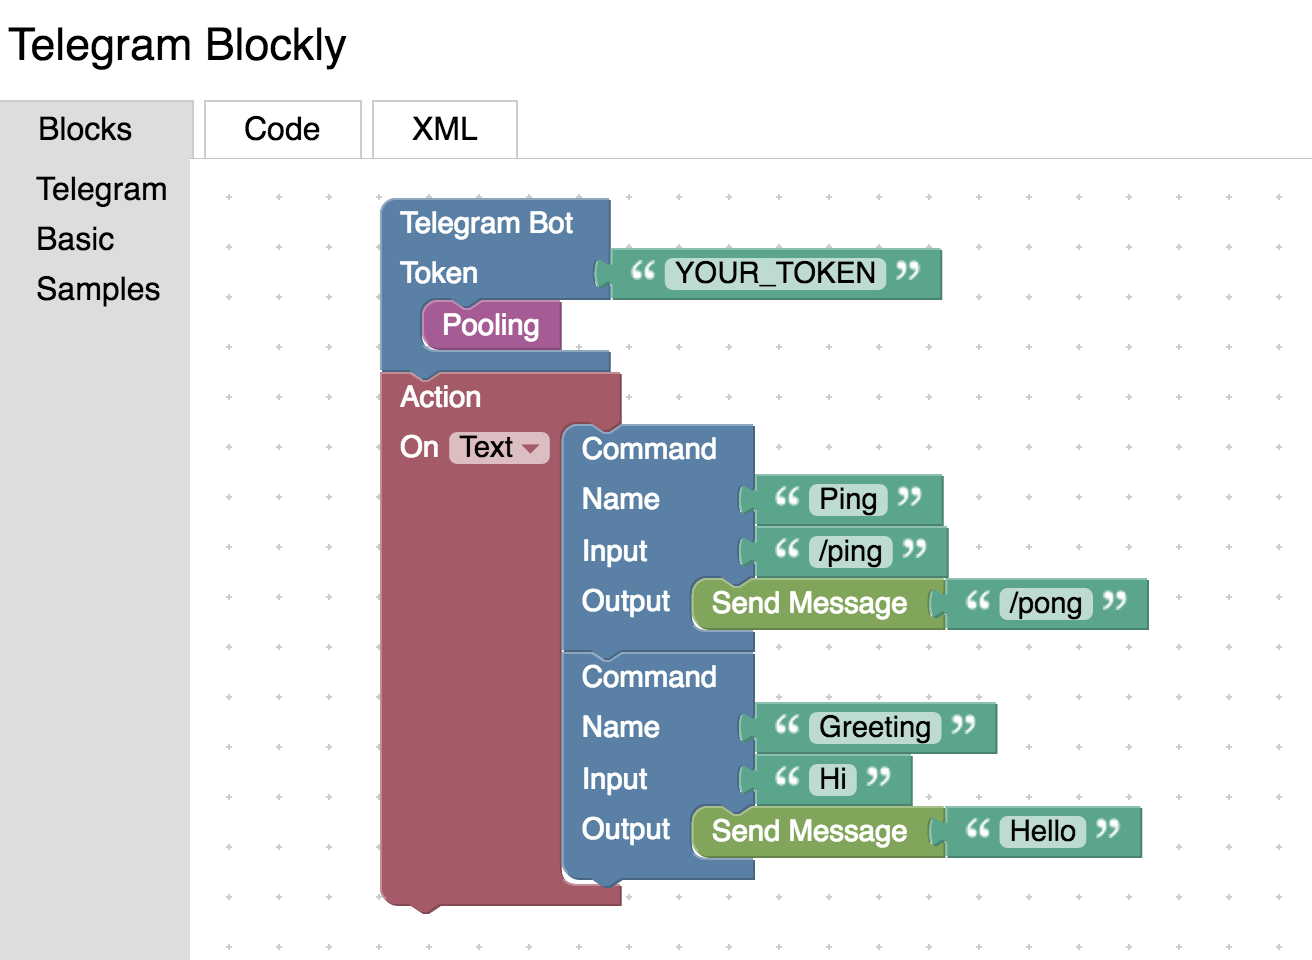 Telegram Blockly
Blocks
Code
XML
Telegram
Basic
Samples
Telegram Bot
Token “ YOUR_TOKEN ”
Pooling
Action
On Text
Command
Name “ Ping ”
Input “ /ping ”
Output Send Message “ /pong ”
Command
Name “ Greeting ”
Input “ Hi ”
Output Send Message “ Hello ”